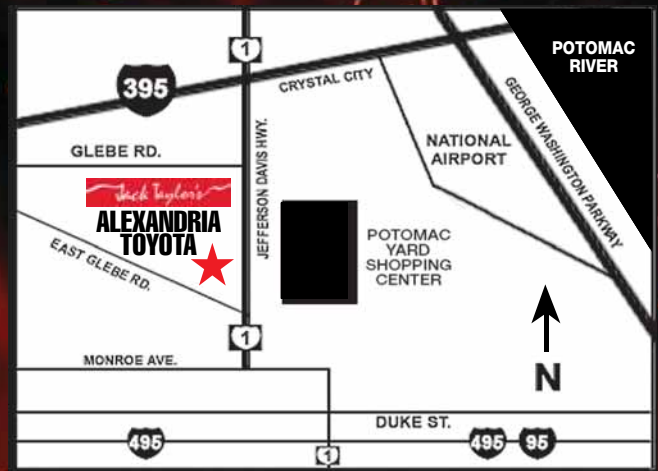 1
POTOMAC
RIVER
395
CRYSTAL CITY
GEORGE WASHINGTON PARKWAY
GLEBE RD.
JEFFERSON DAVIS HWY.
NATIONAL
AIRPORT
Jack Taylor's
ALEXANDRIA
TOYOTA
EAST GLEBE RD.
POTOMAC
YARD
SHOPPING
CENTER
1
MONROE AVE.
N
DUKE ST.
495
1
495
95